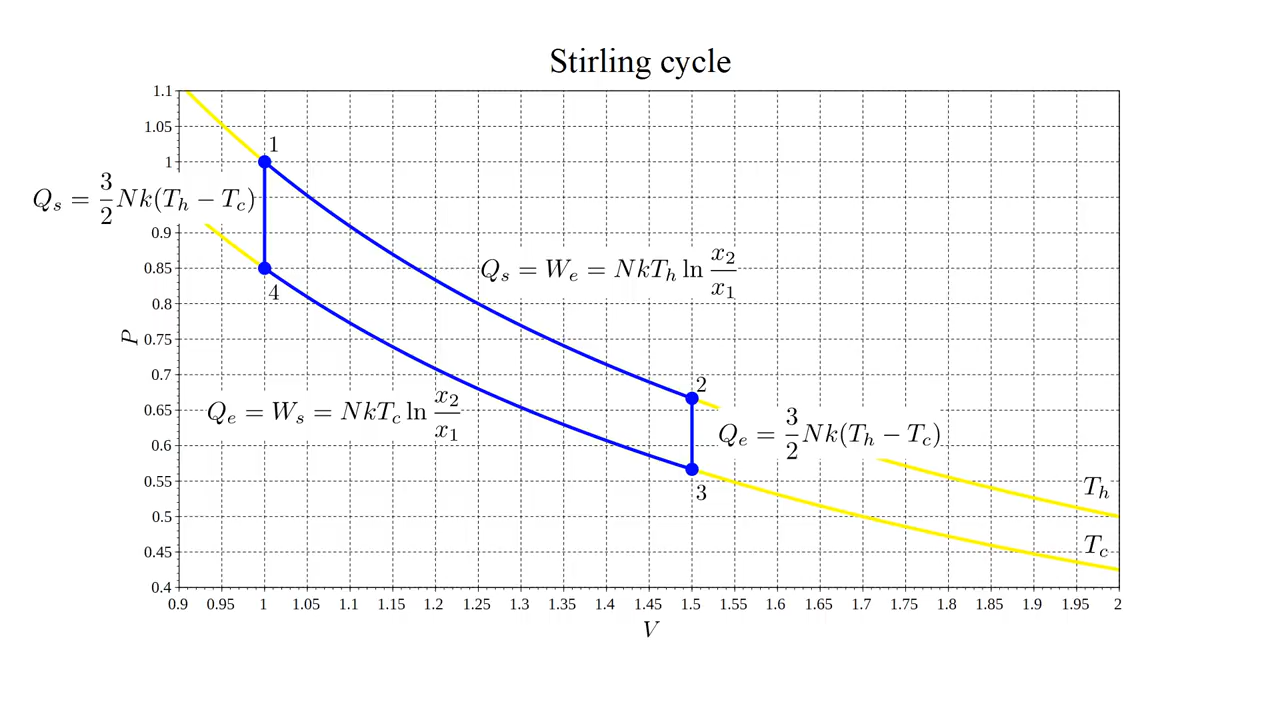 Stirling cycle
1.1
1.05
1
0.9
0.85
0.8
0.75
0.7
0.65
0.6
0.55
0.5
0.45
0.4
P
1
Q_s = \frac{3}{2}Nk(T_h − T_c)
4
Q_s = W_e = NkT_h \ln \frac{x_2}{x_1}
2
Q_e = W_s = NkT_c \ln \frac{x_2}{x_1}
Q_e = \frac{3}{2}Nk(T_h − T_c)
3
T_h
T_c
0.9 0.95 1 1.05 1.1 1.15 1.2 1.25 1.3 1.35 1.4 1.45 1.5 1.55 1.6 1.65 1.7 1.75 1.8 1.85 1.9 1.95 2
V